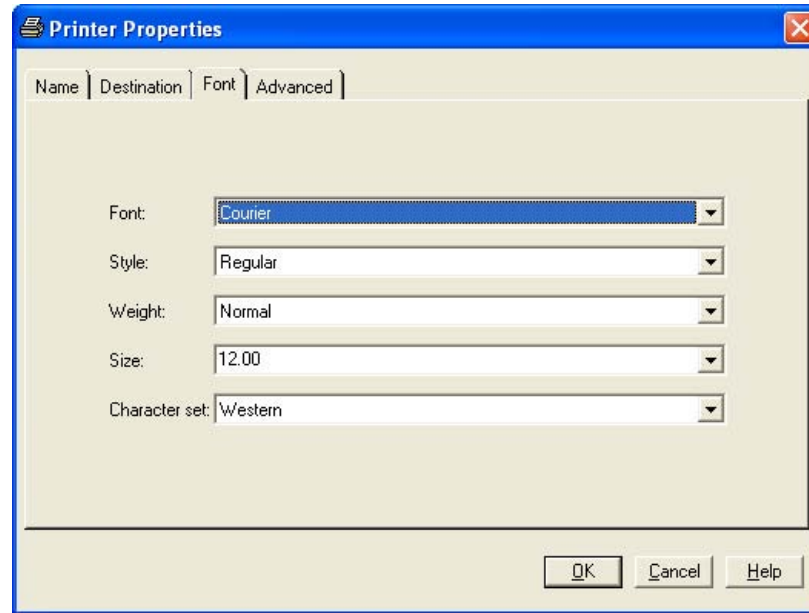 Printer Properties
Name Destination Font Advanced
Font: Courier
Style: Regular
Weight: Normal
Size: 12.00
Character set: Western
OK Cancel Help